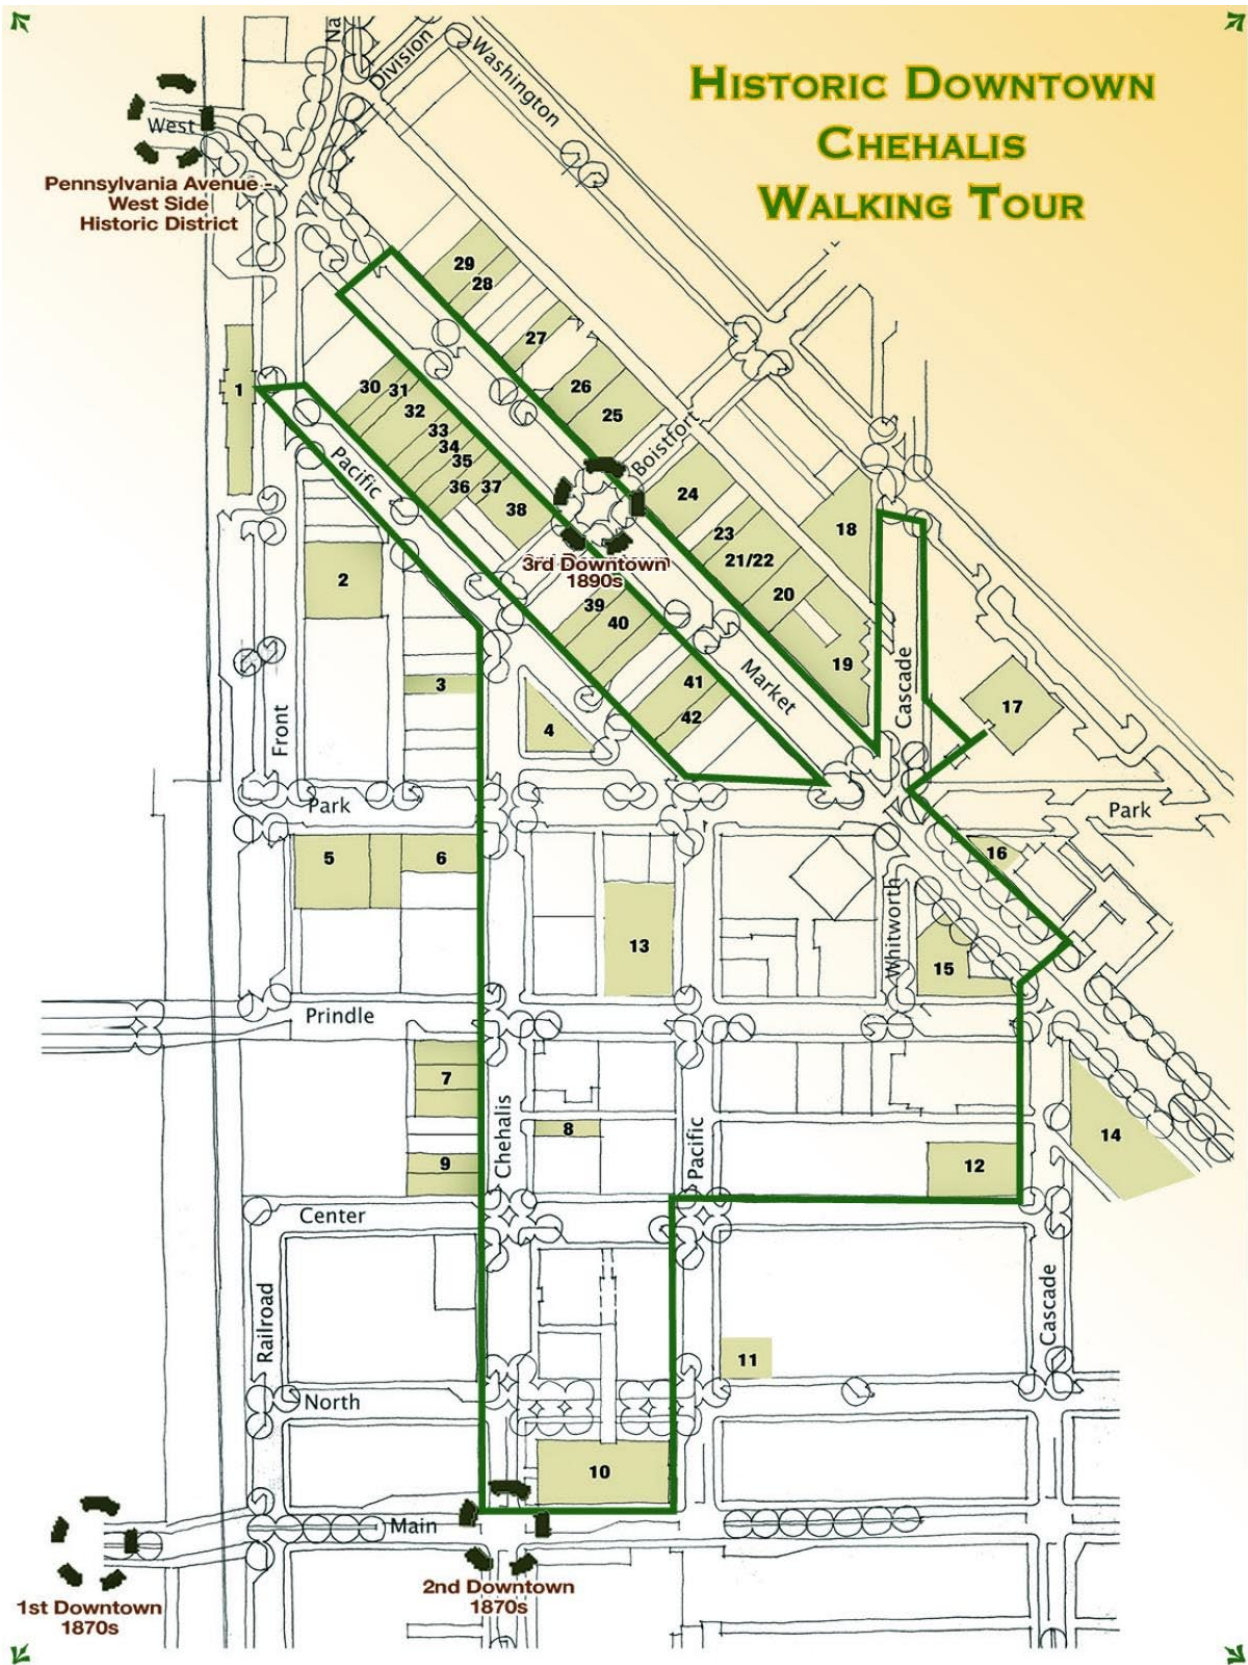 HISTORIC DOWNTOWN
CHEHALIS
WALKING TOUR
Na
Division
Washington
West
Pennsylvania Avenue -
West Side
Historic District
29
28
27
26
25
1
30
31
32
33
34
35
36
37
38
Pacific
Boistfort
24
23
21/22
20
19
18
3rd Downtown
1890s
2
39
40
41
42
Market
Cascade
17
3
4
Front
Park
Park
5
6
13
Whitworth
16
15
Prindle
7
8
9
Chehalis
Pacific
12
14
Center
Railroad
Cascade
11
North
10
Main
1st Downtown
1870s
2nd Downtown
1870s